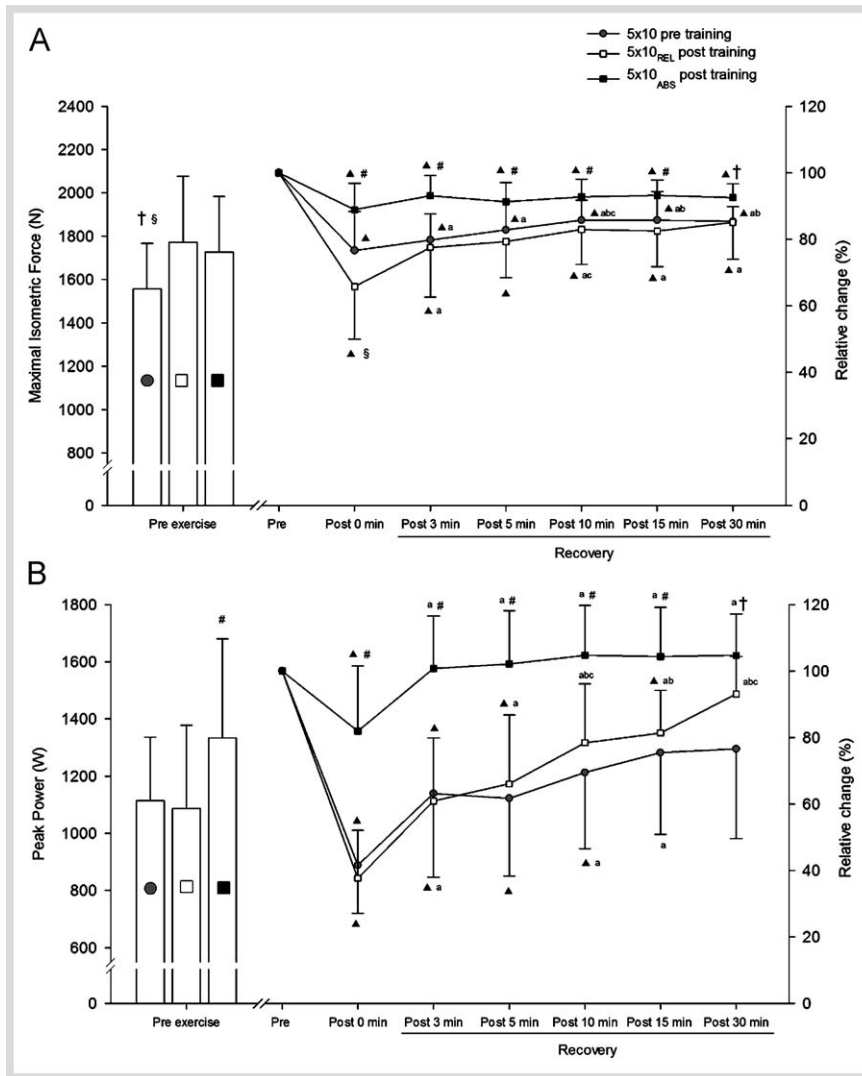 A
5x10 pre training
5x10REL post training
5x10ABS post training
Maximal Isometric Force (N)
2400
2200
2000
1800
1600
1400
1200
1000
800
0
† §
▲ #
▲ #
▲ #
▲ #
▲ #
▲ †
▲
▲ a
▲ a
▲ abc
▲ ab
▲ ab
▲ §
▲ a
▲
▲ ac
▲ a
▲ a
120
100
80
60
40
20
0
Relative change (%)
Pre exercise
Pre
Post 0 min
Post 3 min
Post 5 min
Post 10 min
Post 15 min
Post 30 min
Recovery
B
Peak Power (W)
1800
1600
1400
1200
1000
800
600
0
#
▲ #
a #
a #
a #
a #
a †
▲
▲
▲ a
abc
▲ ab
abc
▲
▲ a
▲
▲ a
a
120
100
80
60
40
20
0
Relative change (%)
Pre exercise
Pre
Post 0 min
Post 3 min
Post 5 min
Post 10 min
Post 15 min
Post 30 min
Recovery